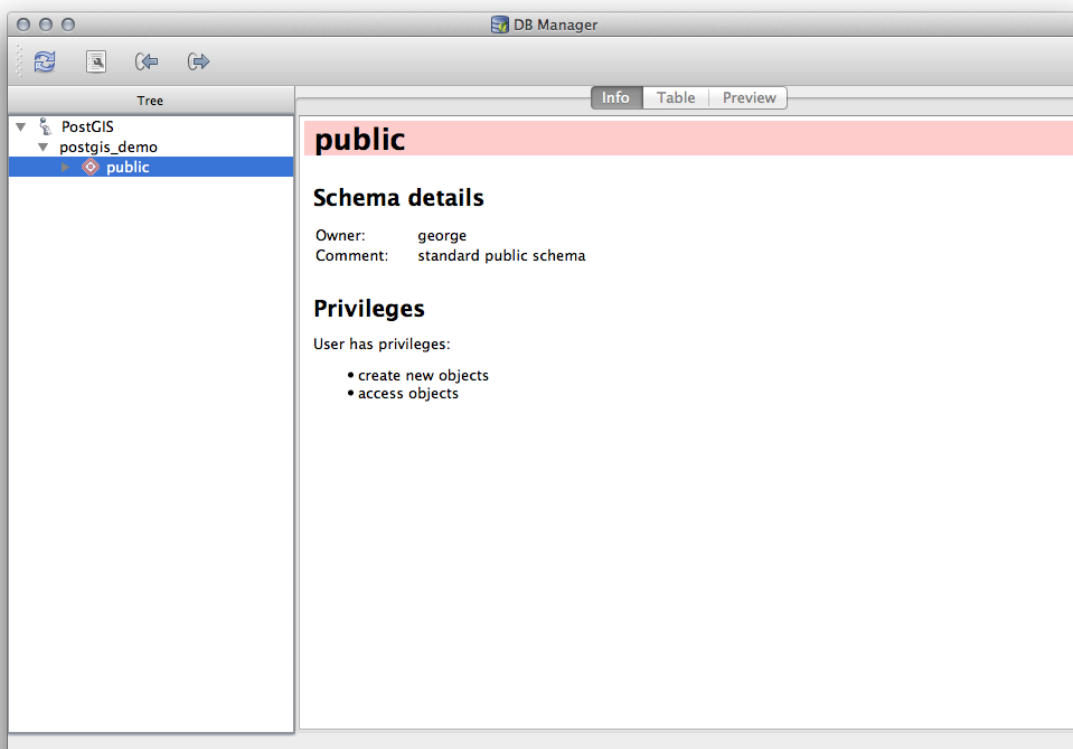 DB Manager
Tree
Info Table Preview
PostGIS
postgis_demo
public
public
Schema details
Owner: george
Comment: standard public schema
Privileges
User has privileges:
• create new objects
• access objects